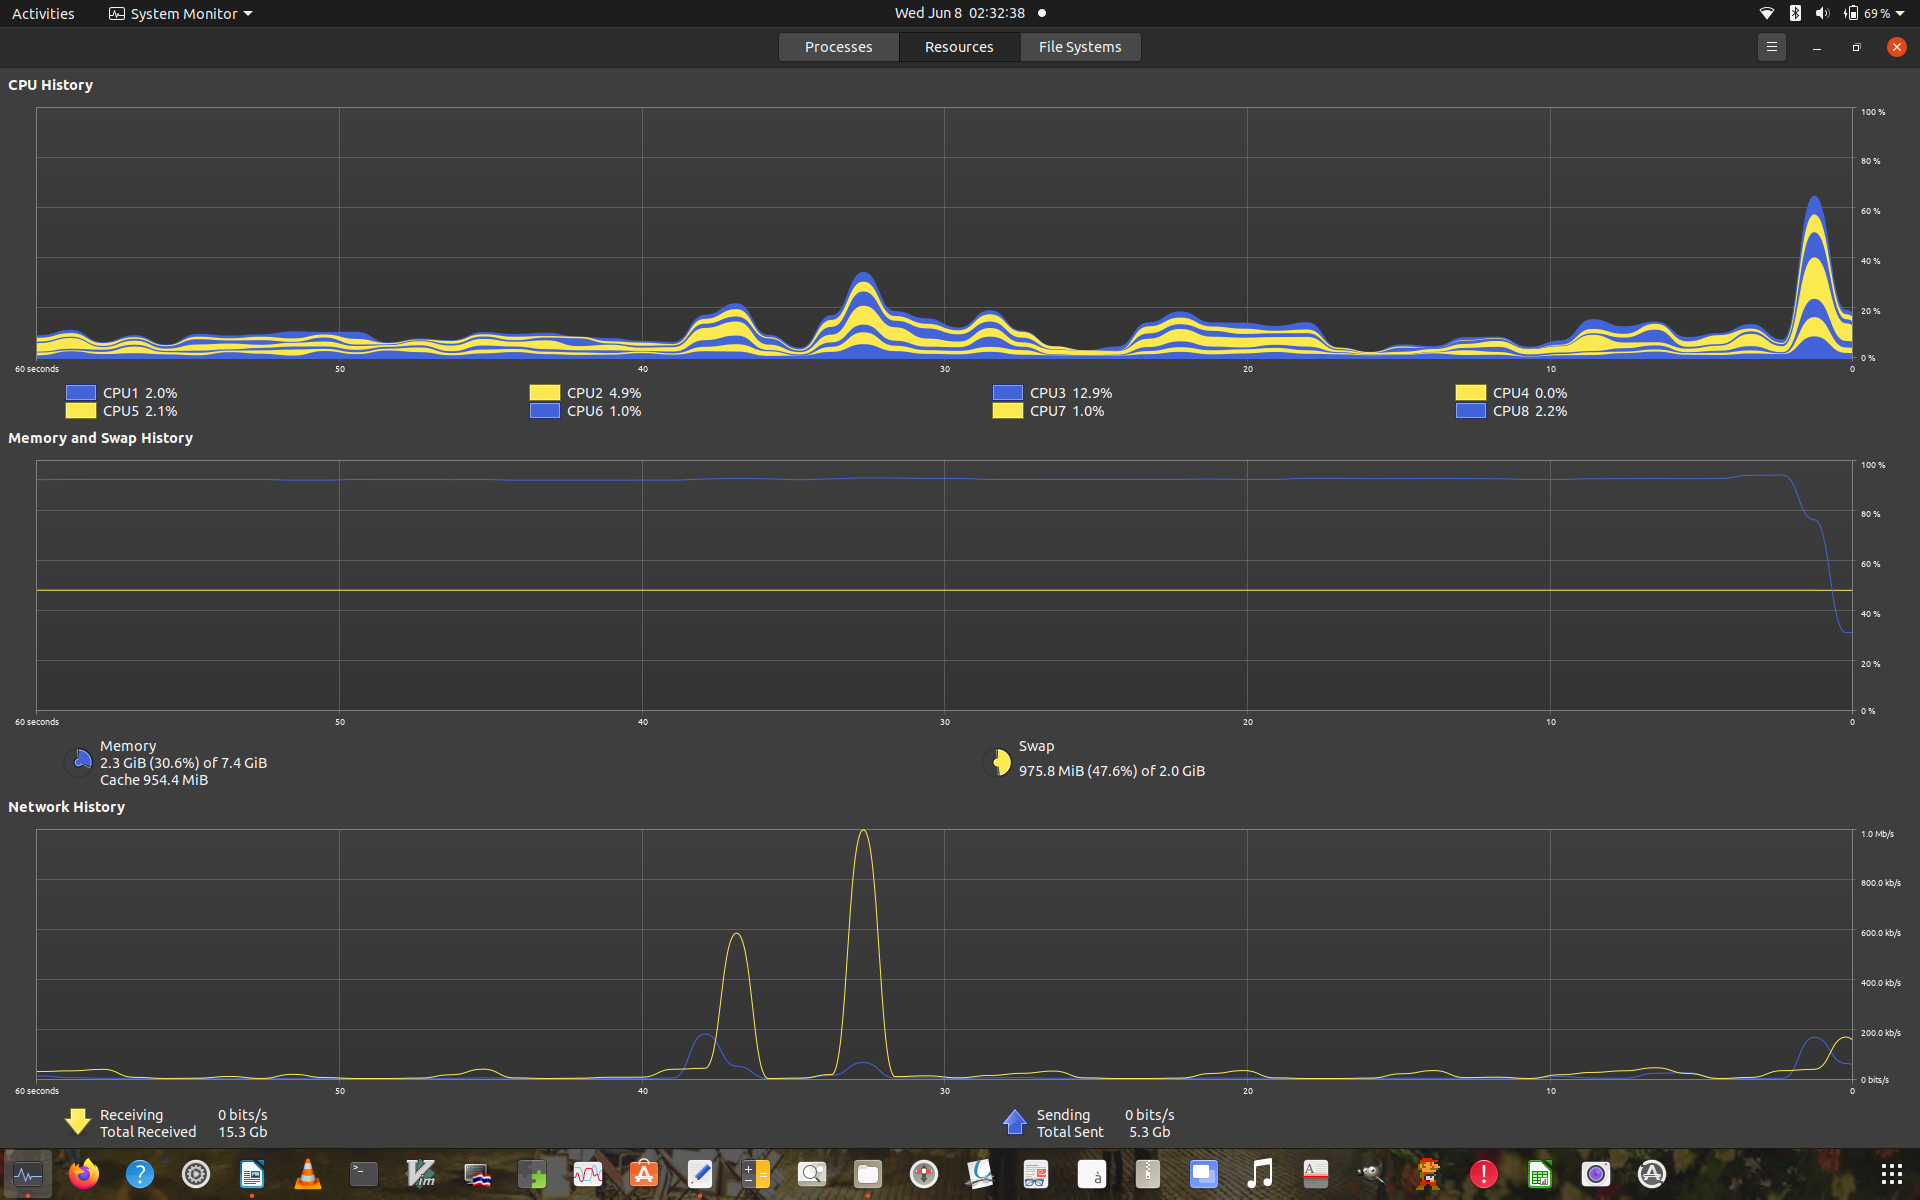 Activities System Monitor Wed Jun 8 02:32:38 69 %
Processes Resources File Systems
CPU History
100 %
80 %
60 %
40 %
20 %
0 %
60 seconds 50 40 30 20 10 0
CPU1 2.0% CPU2 4.9% CPU3 12.9% CPU4 0.0%
CPU5 2.1% CPU6 1.0% CPU7 1.0% CPU8 2.2%
Memory and Swap History
100 %
80 %
60 %
40 %
20 %
0 %
60 seconds 50 40 30 20 10 0
Memory
2.3 GiB (30.6%) of 7.4 GiB
Cache 954.4 MiB
Swap
975.8 MiB (47.6%) of 2.0 GiB
Network History
1.0 Mb/s
800.0 kb/s
600.0 kb/s
400.0 kb/s
200.0 kb/s
0 bits/s
60 seconds 50 40 30 20 10 0
Receiving 0 bits/s
Total Received 15.3 Gb
Sending 0 bits/s
Total Sent 5.3 Gb